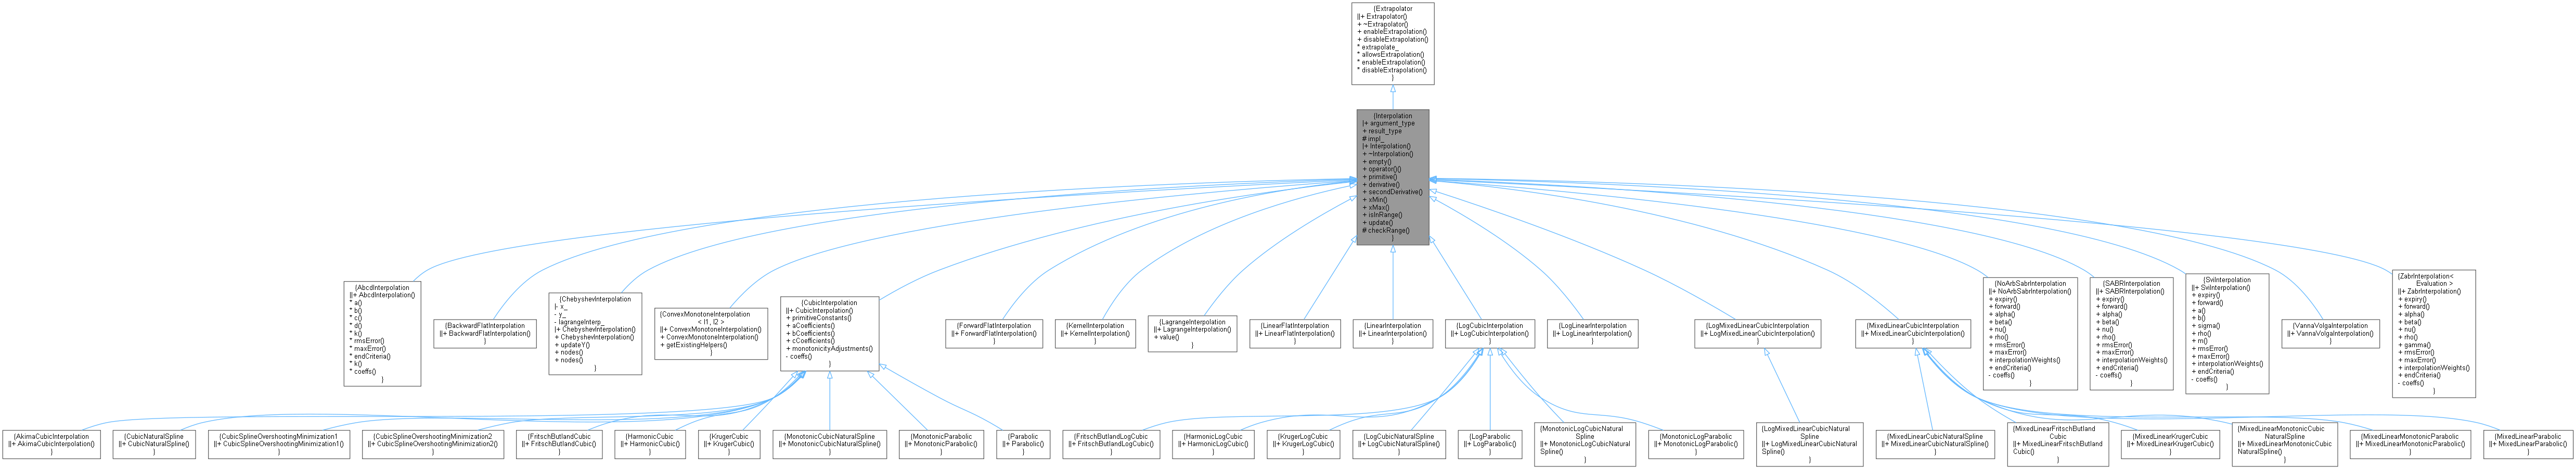 {Extrapolator
||+ Extrapolator()
+ ~Extrapolator()
+ enableExtrapolation()
+ disableExtrapolation()
* extrapolate_
* allowsExtrapolation()
* enableExtrapolation()
* disableExtrapolation()
}
{Interpolation
|+ argument_type
+ result_type
# impl_
|+ Interpolation()
+ ~Interpolation()
+ empty()
+ operator()()
+ primitive()
+ derivative()
+ secondDerivative()
+ xMin()
+ xMax()
+ isInRange()
+ update()
# checkRange()
}
{AbcdInterpolation
||+ AbcdInterpolation()
* a()
* b()
* c()
* d()
* k()
* rmsError()
* maxError()
* endCriteria()
* k()
* coeffs()
}
{BackwardFlatInterpolation
||+ BackwardFlatInterpolation()
}
{ChebyshevInterpolation
|- x_
- y_
- lagrangeInterp_
|+ ChebyshevInterpolation()
+ ChebyshevInterpolation()
+ updateY()
+ nodes()
+ nodes()
}
{ConvexMonotoneInterpolation
< I1, I2 >
||+ ConvexMonotoneInterpolation()
+ ConvexMonotoneInterpolation()
+ getExistingHelpers()
}
{CubicInterpolation
||+ CubicInterpolation()
+ primitiveConstants()
+ aCoefficients()
+ bCoefficients()
+ cCoefficients()
+ monotonicityAdjustments()
- coeffs()
}
{ForwardFlatInterpolation
||+ ForwardFlatInterpolation()
}
{KernelInterpolation
||+ KernelInterpolation()
}
{LagrangeInterpolation
||+ LagrangeInterpolation()
+ value()
}
{LinearFlatInterpolation
||+ LinearFlatInterpolation()
}
{LinearInterpolation
||+ LinearInterpolation()
}
{LogCubicInterpolation
||+ LogCubicInterpolation()
}
{LogLinearInterpolation
||+ LogLinearInterpolation()
}
{LogMixedLinearCubicInterpolation
||+ LogMixedLinearCubicInterpolation()
}
{MixedLinearCubicInterpolation
||+ MixedLinearCubicInterpolation()
}
{NoArbSabrInterpolation
||+ NoArbSabrInterpolation()
+ expiry()
+ forward()
+ alpha()
+ beta()
+ nu()
+ rho()
+ rmsError()
+ maxError()
+ interpolationWeights()
+ endCriteria()
- coeffs()
}
{SABRInterpolation
||+ SABRInterpolation()
+ expiry()
+ forward()
+ alpha()
+ beta()
+ nu()
+ rho()
+ rmsError()
+ maxError()
+ interpolationWeights()
+ endCriteria()
- coeffs()
}
{SviInterpolation
||+ SviInterpolation()
+ expiry()
+ forward()
+ a()
+ b()
+ sigma()
+ rho()
+ m()
+ rmsError()
+ maxError()
+ interpolationWeights()
+ endCriteria()
- coeffs()
}
{VannaVolgaInterpolation
||+ VannaVolgaInterpolation()
}
{ZabrInterpolation<
Evaluation >
||+ ZabrInterpolation()
+ expiry()
+ forward()
+ alpha()
+ beta()
+ nu()
+ rho()
+ gamma()
+ rmsError()
+ maxError()
+ interpolationWeights()
+ endCriteria()
- coeffs()
}
{AkimaCubicInterpolation
||+ AkimaCubicInterpolation()
}
{CubicNaturalSpline
||+ CubicNaturalSpline()
}
{CubicSplineOvershootingMinimization1
||+ CubicSplineOvershootingMinimization1()
}
{CubicSplineOvershootingMinimization2
||+ CubicSplineOvershootingMinimization2()
}
{FritschButlandCubic
||+ FritschButlandCubic()
}
{HarmonicCubic
||+ HarmonicCubic()
}
{KrugerCubic
||+ KrugerCubic()
}
{MonotonicCubicNaturalSpline
||+ MonotonicCubicNaturalSpline()
}
{MonotonicParabolic
||+ MonotonicParabolic()
}
{Parabolic
||+ Parabolic()
}
{FritschButlandLogCubic
||+ FritschButlandLogCubic()
}
{HarmonicLogCubic
||+ HarmonicLogCubic()
}
{KrugerLogCubic
||+ KrugerLogCubic()
}
{LogCubicNaturalSpline
||+ LogCubicNaturalSpline()
}
{LogParabolic
||+ LogParabolic()
}
{MonotonicLogCubicNatural
Spline
||+ MonotonicLogCubicNatural
Spline()
}
{MonotonicLogParabolic
||+ MonotonicLogParabolic()
}
{LogMixedLinearCubicNatural
Spline
||+ LogMixedLinearCubicNatural
Spline()
}
{MixedLinearCubicNaturalSpline
||+ MixedLinearCubicNaturalSpline()
}
{MixedLinearFritschButland
Cubic
||+ MixedLinearFritschButland
Cubic()
}
{MixedLinearKrugerCubic
||+ MixedLinearKrugerCubic()
}
{MixedLinearMonotonicCubic
NaturalSpline
||+ MixedLinearMonotonicCubic
NaturalSpline()
}
{MixedLinearMonotonicParabolic
||+ MixedLinearMonotonicParabolic()
}
{MixedLinearParabolic
||+ MixedLinearParabolic()
}